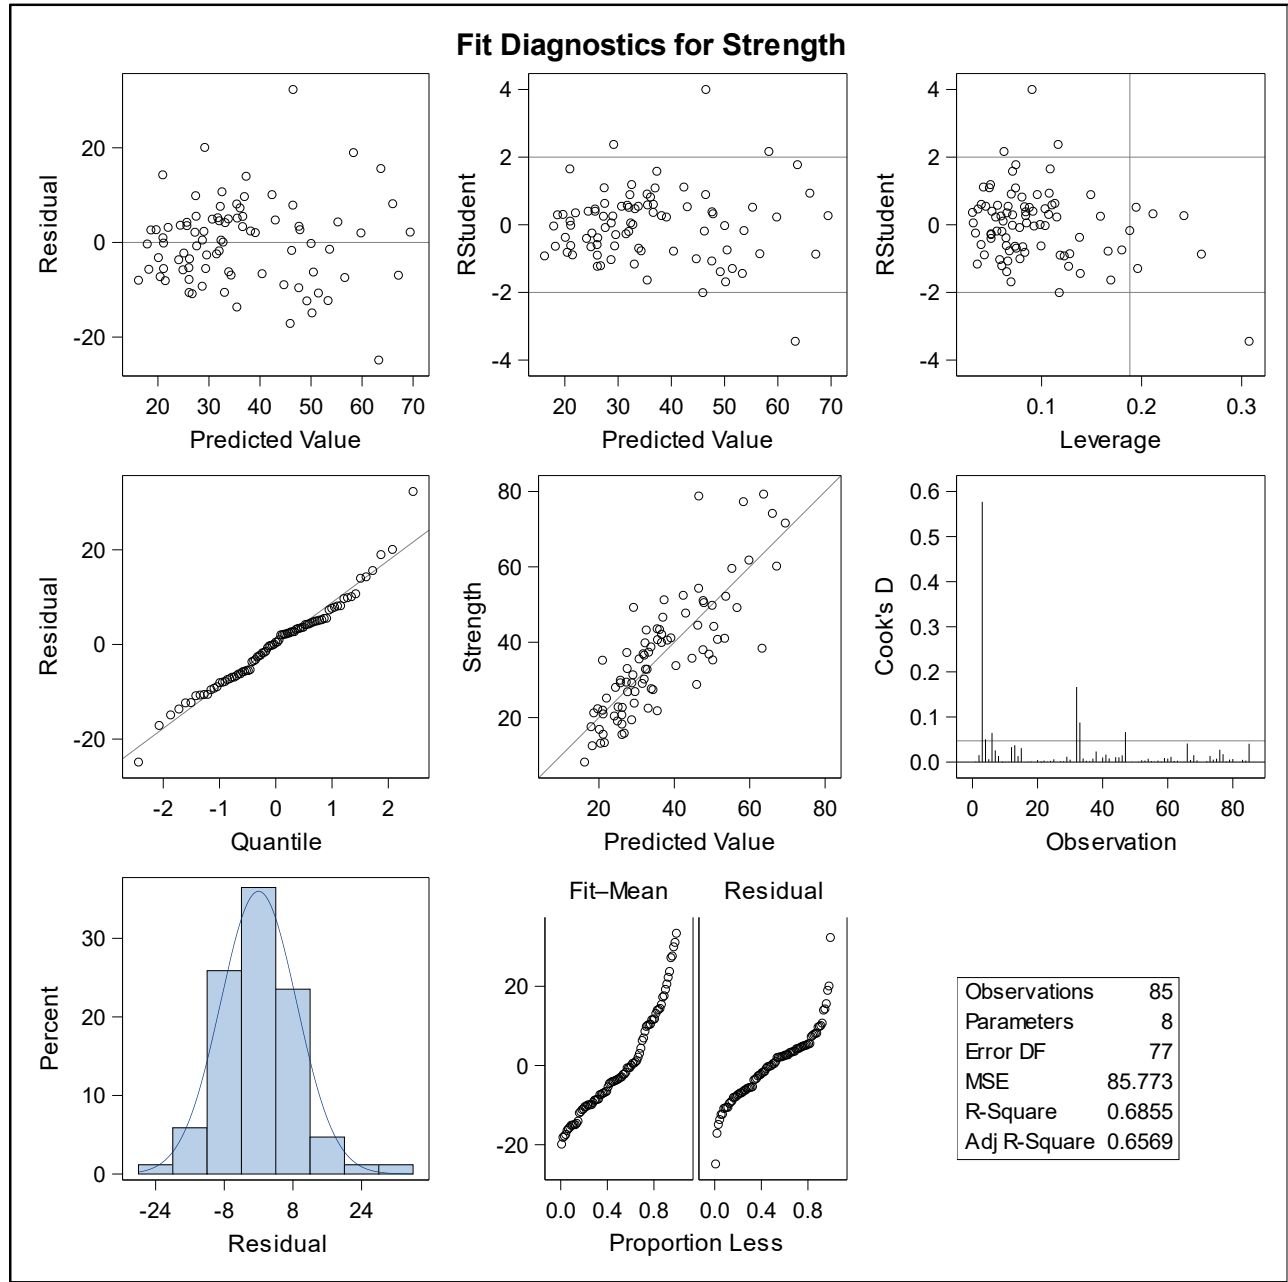 Fit Diagnostics for Strength
Residual
20
0
-20
20 30 40 50 60 70
Predicted Value
RStudent
4
2
0
-2
-4
20 30 40 50 60 70
Predicted Value
RStudent
4
2
0
-2
-4
0.1 0.2 0.3
Leverage
Residual
20
0
-20
-2 -1 0 1 2
Quantile
Strength
80
60
40
20
20 40 60 80
Predicted Value
Cook's D
0.6
0.5
0.4
0.3
0.2
0.1
0.0
0 20 40 60 80
Observation
Percent
30
20
10
0
-24 -8 8 24
Residual
Fit–Mean Residual
20
0
-20
0.0 0.4 0.8 0.0 0.4 0.8
Proportion Less
Observations 85
Parameters 8
Error DF 77
MSE 85.773
R-Square 0.6855
Adj R-Square 0.6569